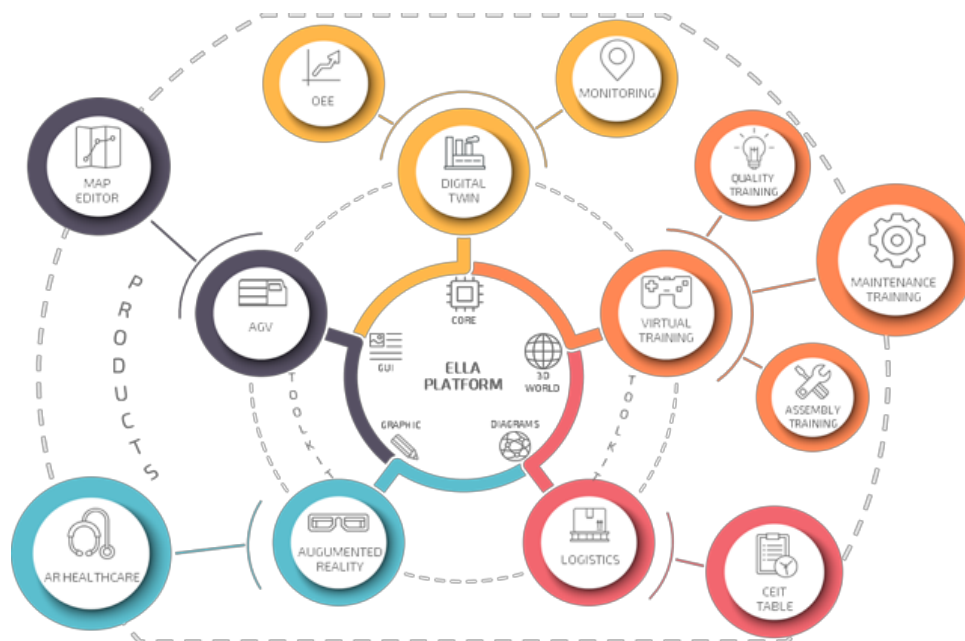 OEE
MONITORING
MAP
EDITOR
DIGITAL
TWIN
QUALITY
TRAINING
MAINTENANCE
TRAINING
PRODUCTS
AGV
CORE
VIRTUAL
TRAINING
GUI
ELLA
PLATFORM
3D
WORLD
TOOLKIT
TOOLKIT
ASSEMBLY
TRAINING
GRAPHIC
DIAGRAMS
AR HEALTHCARE
AUGUMENTED
REALITY
LOGISTICS
CEIT
TABLE